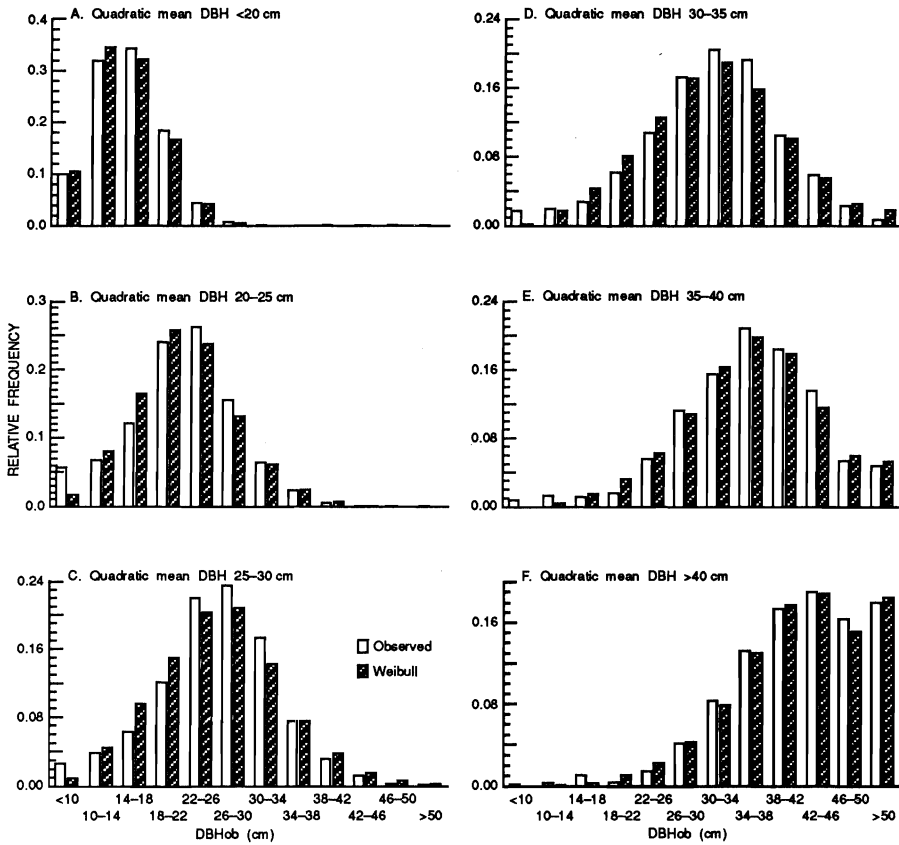 A. Quadratic mean DBH <20 cm
0.4
0.3
0.2
0.1
0.0
B. Quadratic mean DBH 20–25 cm
0.3
0.2
0.1
0.0
RELATIVE FREQUENCY
C. Quadratic mean DBH 25–30 cm
0.24
0.16
0.08
0.00
Observed
Weibull
<10 14–18 22–26 30–34 38–42 46–50
10–14 18–22 26–30 34–38 42–46 >50
DBHob (cm)
D. Quadratic mean DBH 30–35 cm
0.24
0.16
0.08
0.00
E. Quadratic mean DBH 35–40 cm
0.24
0.16
0.08
0.00
F. Quadratic mean DBH >40 cm
0.16
0.08
0.00
<10 14–18 22–26 30–34 38–42 46–50
10–14 18–22 26–30 34–38 42–46 >50
DBHob (cm)